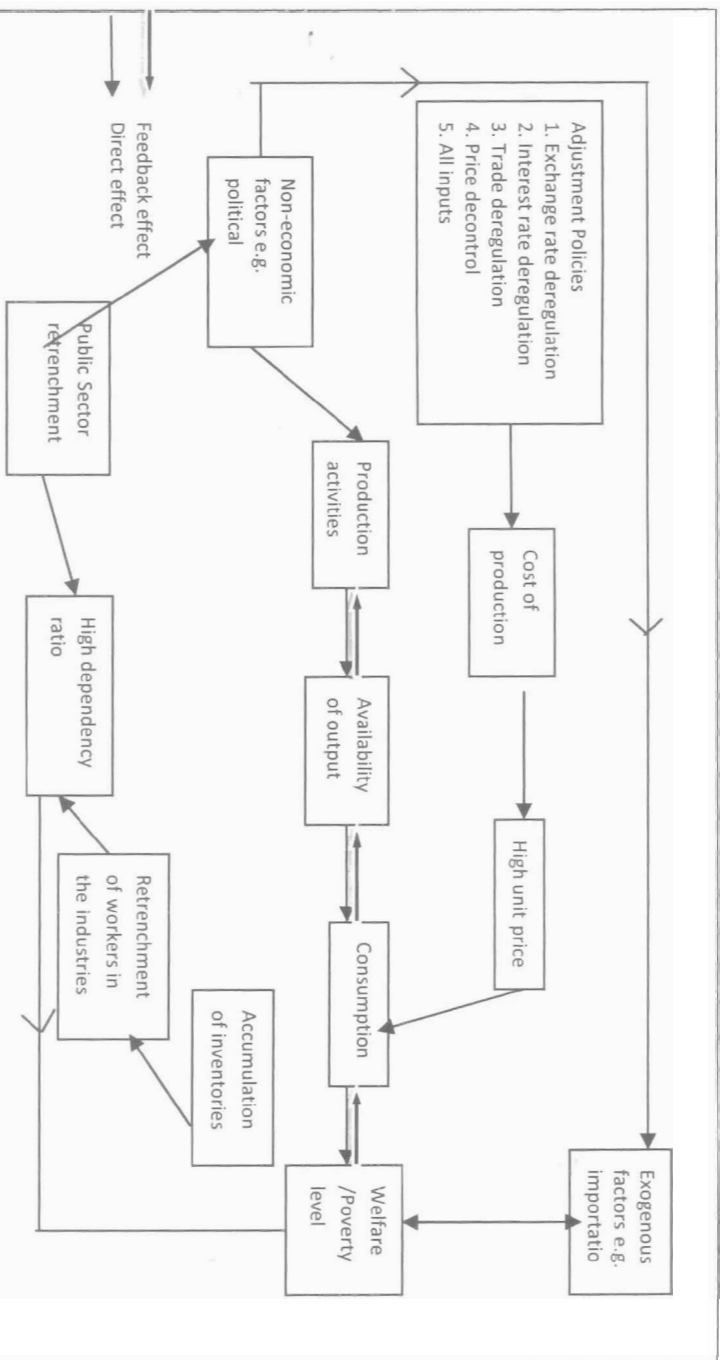 Adjustment Policies
1. Exchange rate deregulation
2. Interest rate deregulation
3. Trade deregulation
4. Price decontrol
5. All inputs
Cost of
production
High unit price
Exogenous
factors e.g.
importatio
Non-economic
factors e.g.
political
Production
activities
Availability
of output
Consumption
Welfare
/Poverty
level
Accumulation
of inventories
Retrenchment
of workers in
the industries
Public Sector
retrenchment
High dependency
ratio
Feedback effect
Direct effect